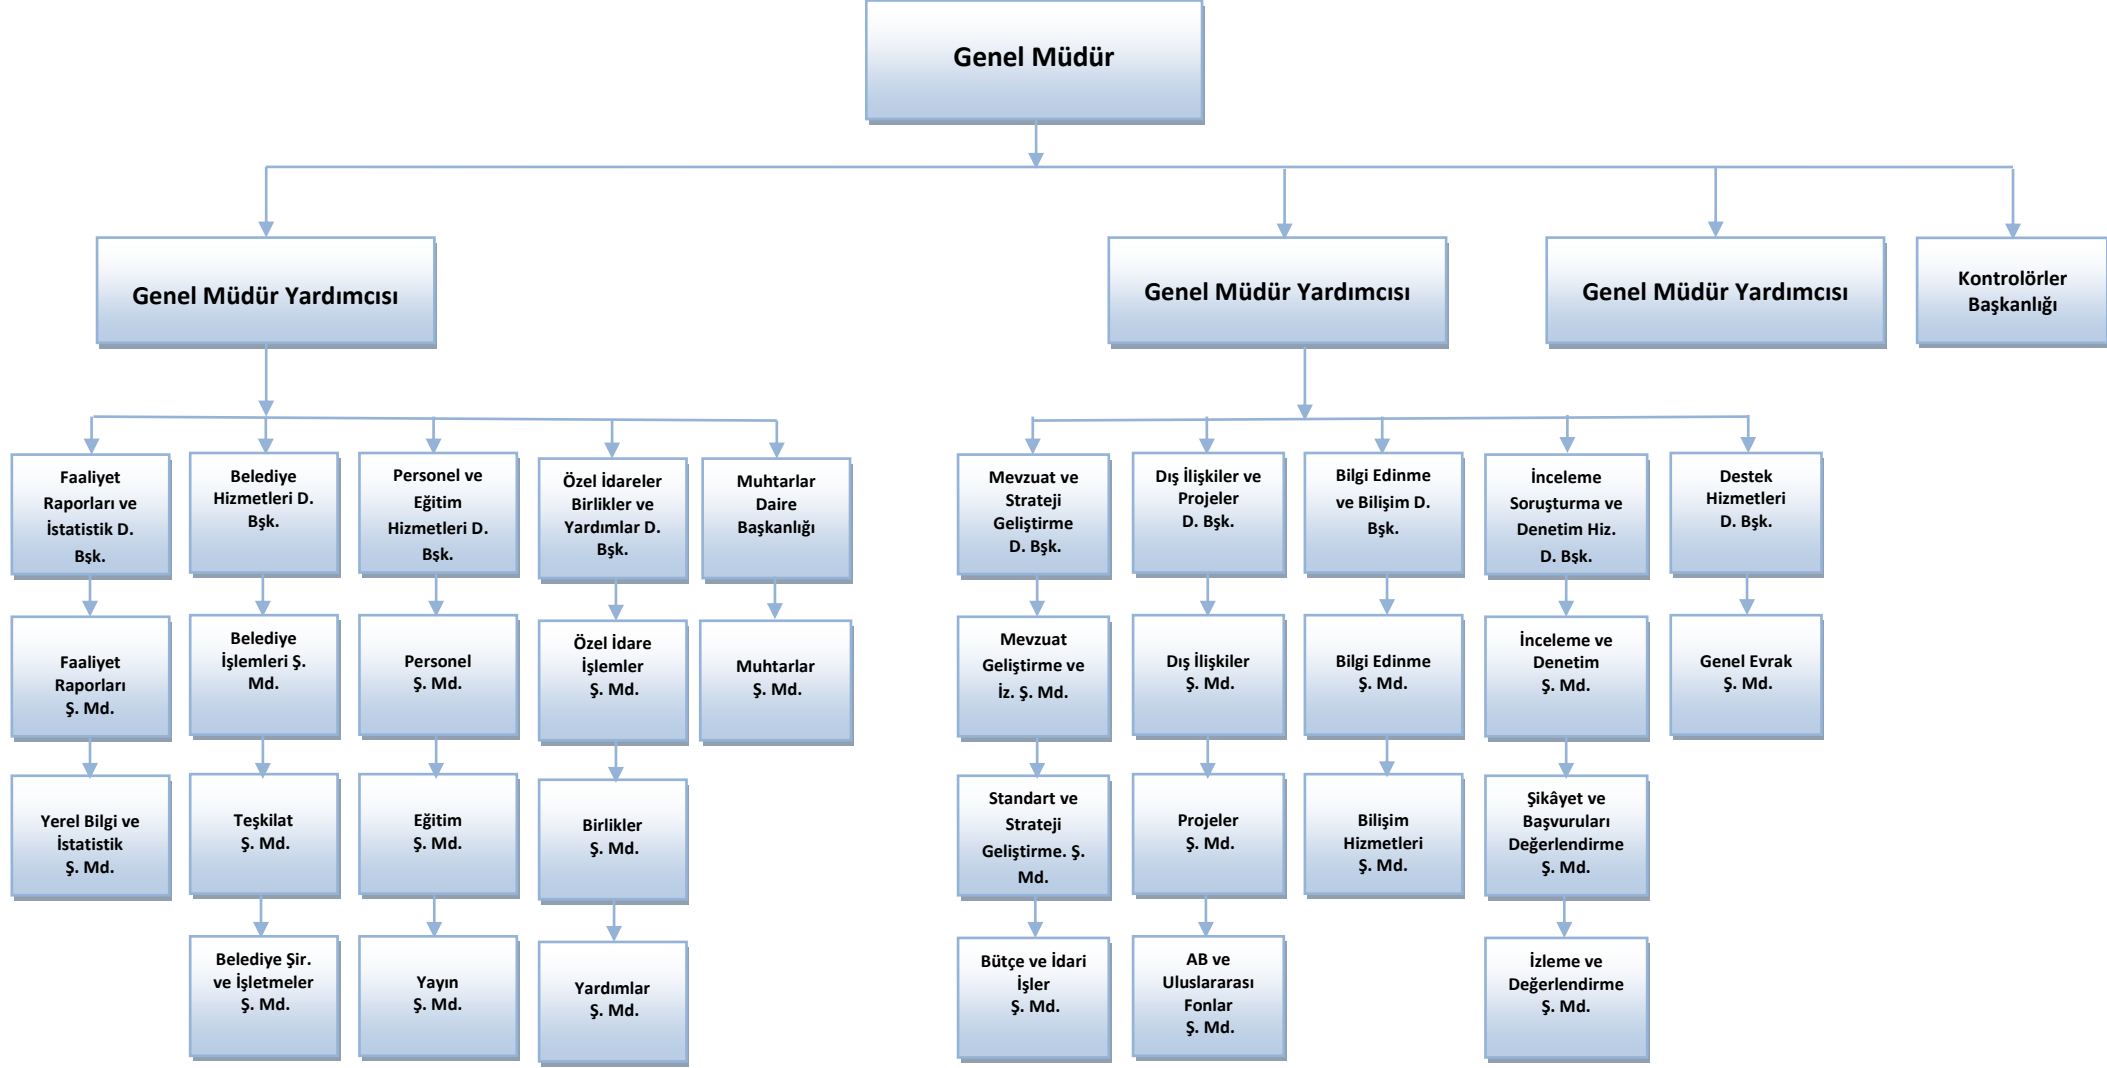 Genel Müdür
Genel Müdür Yardımcısı
Genel Müdür Yardımcısı
Genel Müdür Yardımcısı
Kontrolörler
Başkanlığı
Faaliyet
Raporları ve
İstatistik D.
Bşk.
Belediye
Hizmetleri D.
Bşk.
Personel ve
Eğitim
Hizmetleri D.
Bşk.
Özel İdareler
Birlikler ve
Yardımlar D.
Bşk.
Muhtarlar
Daire
Başkanlığı
Mevzuat ve
Strateji
Geliştirme
D. Bşk.
Dış İlişkiler ve
Projeler
D. Bşk.
Bilgi Edinme
ve Bilişim D.
Bşk.
İnceleme
Soruşturma ve
Denetim Hiz.
D. Bşk.
Destek
Hizmetleri
D. Bşk.
Faaliyet
Raporları
Ş. Md.
Belediye
İşlemleri Ş.
Md.
Personel
Ş. Md.
Özel İdare
İşlemler
Ş. Md.
Muhtarlar
Ş. Md.
Mevzuat
Geliştirme ve
İz. Ş. Md.
Dış İlişkiler
Ş. Md.
Bilgi Edinme
Ş. Md.
İnceleme ve
Denetim
Ş. Md.
Genel Evrak
Ş. Md.
Yerel Bilgi ve
İstatistik
Ş. Md.
Teşkilat
Ş. Md.
Eğitim
Ş. Md.
Birlikler
Ş. Md.
Standart ve
Strateji
Geliştirme. Ş.
Md.
Projeler
Ş. Md.
Bilişim
Hizmetleri
Ş. Md.
Şikâyet ve
Başvuruları
Değerlendirme
Ş. Md.
Belediye Şir.
ve İşletmeler
Ş. Md.
Yayın
Ş. Md.
Yardımlar
Ş. Md.
Bütçe ve İdari
İşler
Ş. Md.
AB ve
Uluslararası
Fonlar
Ş. Md.
İzleme ve
Değerlendirme
Ş. Md.